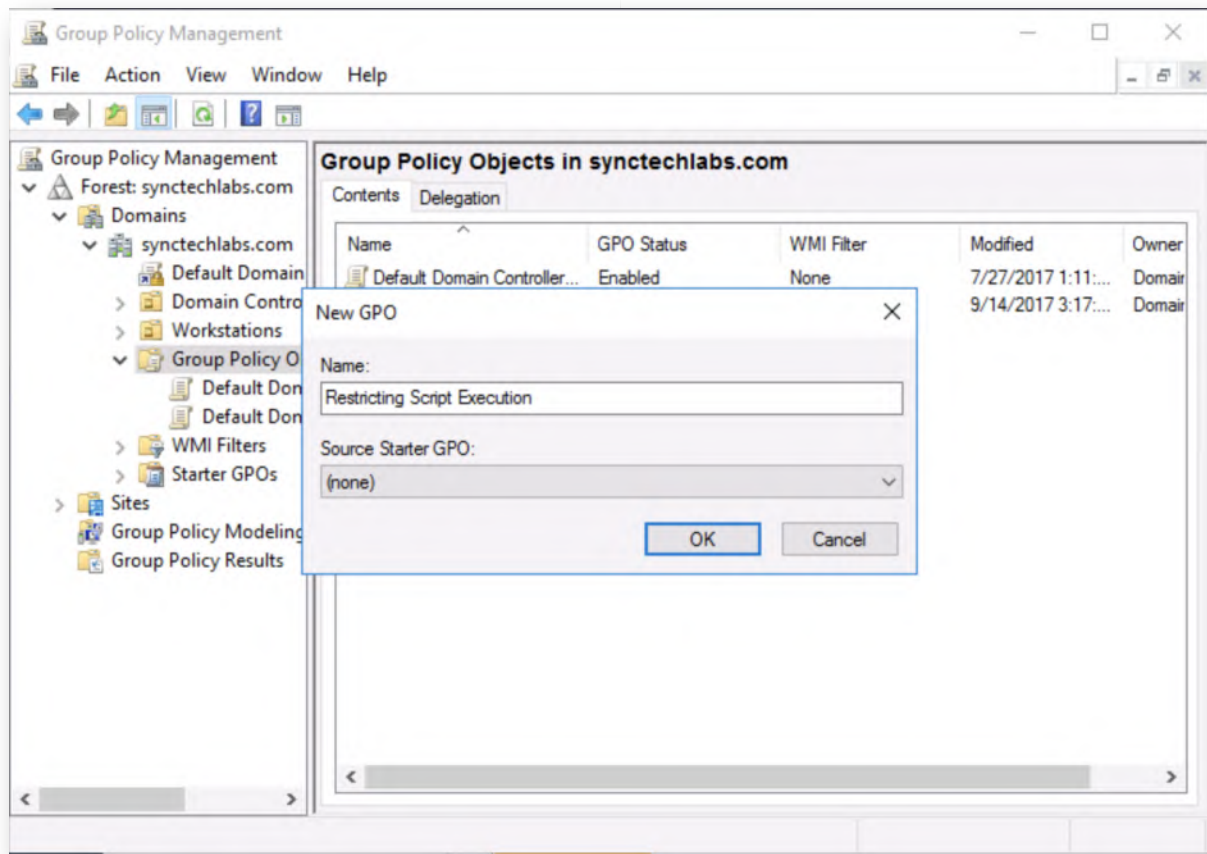 Group Policy Management
File Action View Window Help
Group Policy Management
Forest: synctechlabs.com
Domains
synctechlabs.com
Default Domain
Domain Contro
Workstations
Group Policy O
Default Don
Default Don
WMI Filters
Starter GPOs
Sites
Group Policy Modeling
Group Policy Results
Group Policy Objects in synctechlabs.com
Contents Delegation
Name GPO Status WMI Filter Modified Owner
Default Domain Controller... Enabled None 7/27/2017 1:11:... Domair
9/14/2017 3:17:... Domair
New GPO
Name:
Restricting Script Execution
Source Starter GPO:
(none)
OK Cancel